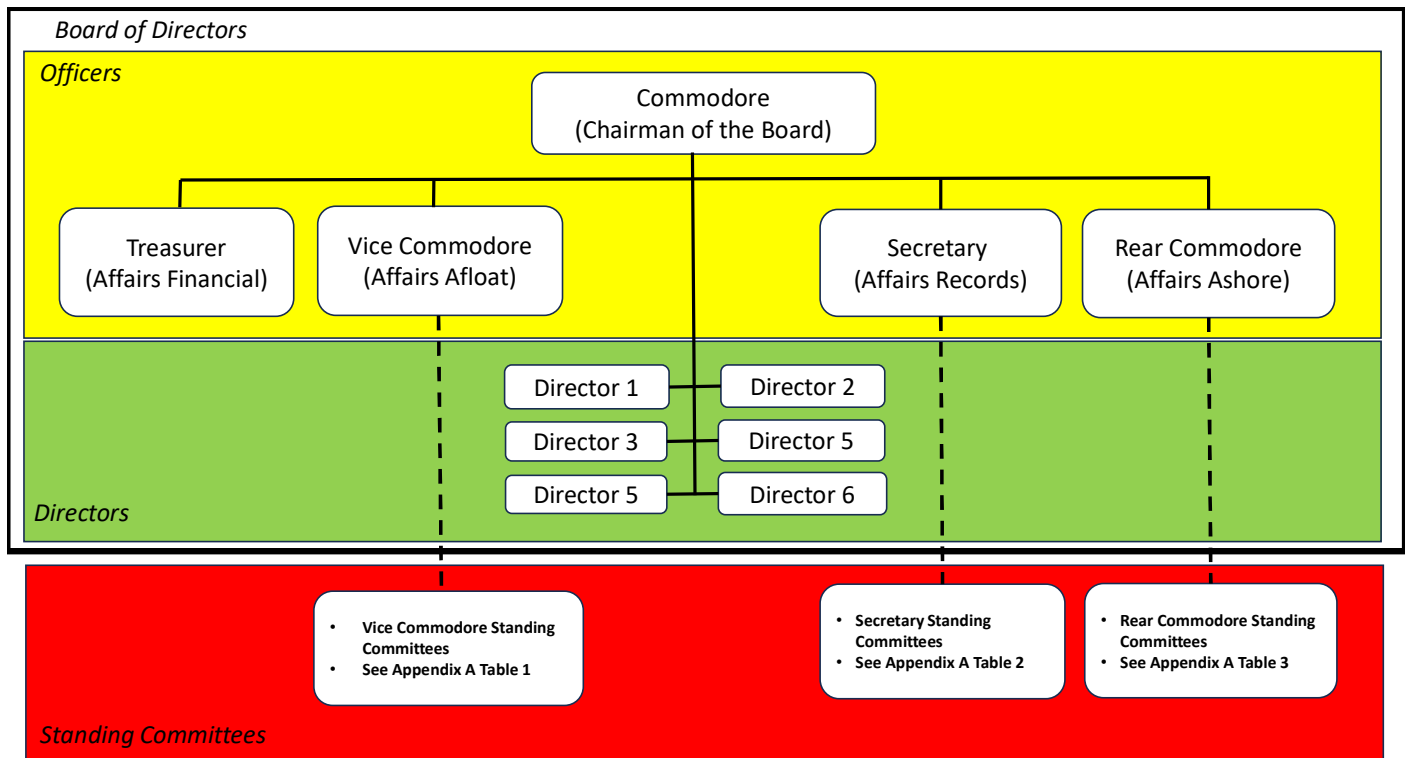 Board of Directors
Officers
Commodore
(Chairman of the Board)
Treasurer
(Affairs Financial)
Vice Commodore
(Affairs Afloat)
Secretary
(Affairs Records)
Rear Commodore
(Affairs Ashore)
Director 1
Director 2
Director 3
Director 5
Director 5
Director 6
Directors
• Vice Commodore Standing
Committees
• See Appendix A Table 1
• Secretary Standing
Committees
• See Appendix A Table 2
• Rear Commodore Standing
Committees
• See Appendix A Table 3
Standing Committees